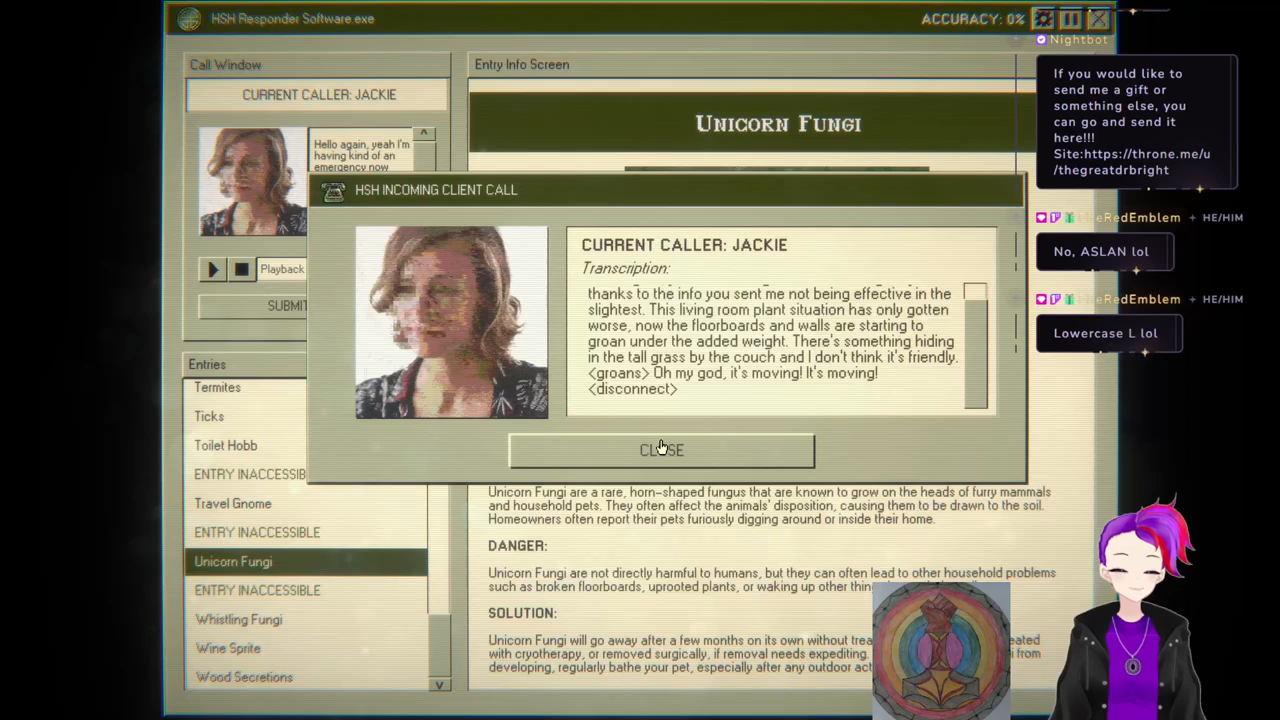 HSH Responder Software.exe
ACCURACY: 0%
Call Window
CURRENT CALLER: JACKIE
Hello again, yeah I'm
having kind of an
emergency now
Playback
SUBMIT
Entries
Termites
Ticks
Toilet Hobb
ENTRY INACCESSIB
Travel Gnome
ENTRY INACCESSIBLE
Unicorn Fungi
ENTRY INACCESSIBLE
Whistling Fungi
Wine Sprite
Wood Secretions
Entry Info Screen
UNICORN FUNGI
HSH INCOMING CLIENT CALL
CURRENT CALLER: JACKIE
Transcription:
thanks to the info you sent me not being effective in the
slightest. This living room plant situation has only gotten
worse, now the floorboards and walls are starting to
groan under the added weight. There's something hiding
in the tall grass by the couch and I don't think it's friendly.
<groans> Oh my god, it's moving! It's moving!
<disconnect>
CLOSE
Unicorn Fungi are a rare, horn-shaped fungus that are known to grow on the heads of furry mammals
and household pets. They often affect the animals' disposition, causing them to be drawn to the soil.
Homeowners often report their pets furiously digging around or inside their home.
DANGER:
Unicorn Fungi are not directly harmful to humans, but they can often lead to other household problems
such as broken floorboards, uprooted plants, or waking up other thin
SOLUTION:
Unicorn Fungi will go away after a few months on its own without trea eated
with cryotherapy, or removed surgically, if removal needs expediting. i from
developing, regularly bathe your pet, especially after any outdoor act
Nightbot
If you would like to
send me a gift or
something else, you
can go and send it
here!!!
Site:https://throne.me/u
/thegreatdrbright
heRedEmblem + HE/HIM
No, ASLAN lol
heRedEmblem + HE/HIM
Lowercase L lol